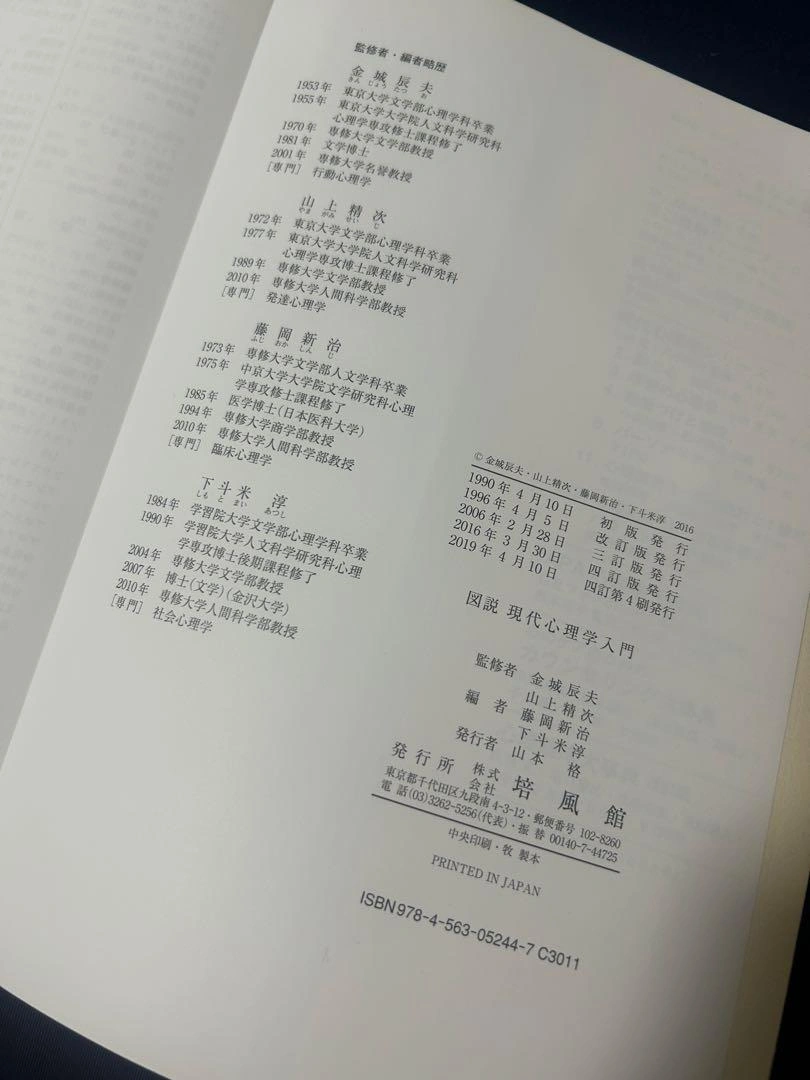 監修者・編者略歴
金城辰夫
きんじょうたつお
1953年 東京大学文学部心理学科卒業
1955年 東京大学大学院人文科学研究科
心理学専攻修士課程修了
1970年 専修大学文学部教授
1981年 文学博士
2001年 専修大学名誉教授
[専門] 行動心理学
山上精次
やまがみせいじ
1972年 東京大学文学部心理学科卒業
1977年 東京大学大学院人文科学研究科
心理学専攻博士課程修了
1989年 専修大学文学部教授
2010年 専修大学人間科学部教授
[専門] 発達心理学
藤岡新治
ふじおかしんじ
1973年 専修大学文学部人文学科卒業
1975年 中京大学大学院文学研究科心理
学専攻修士課程修了
1985年 医学博士(日本医科大学)
1994年 専修大学商学部教授
2010年 専修大学人間科学部教授
[専門] 臨床心理学
下斗米 淳
しもとまい あつし
1984年 学習院大学文学部心理学科卒業
1990年 学習院大学人文科学研究科心理
学専攻博士後期課程修了
2004年 専修大学文学部教授
2007年 博士(文学)(金沢大学)
2010年 専修大学人間科学部教授
[専門] 社会心理学
© 金城辰夫・山上精次・藤岡新治・下斗米淳 2016
1990年4月10日 初版発行
1996年4月5日 改訂版発行
2006年2月28日 三訂版発行
2016年3月30日 四訂版発行
2019年4月10日 四訂第4刷発行
図説 現代心理学入門
監修者 金城辰夫
山上精次
編者 藤岡新治
下斗米淳
発行者 山本 格
発行所 株式会社 培風館
東京都千代田区九段南4-3-12・郵便番号 102-8260
電話(03)3262-5256(代表)・振替 00140-7-44725
中央印刷・牧 製本
PRINTED IN JAPAN
ISBN 978-4-563-05244-7 C3011